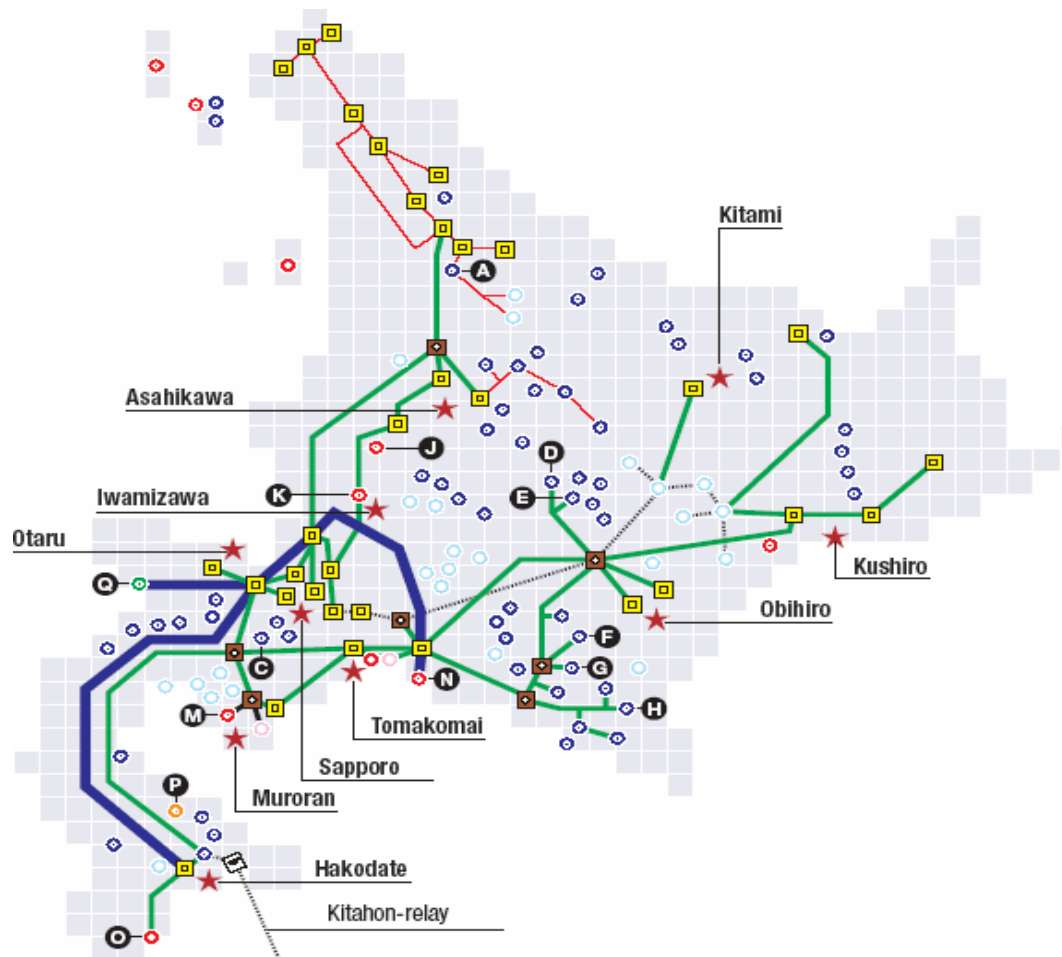 Kitami
A
Asahikawa
J
D
K
E
Iwamizawa
Otaru
Kushiro
Q
Obihiro
F
C
G
N
H
M
Tomakomai
Sapporo
P
Muroran
Hakodate
Kitahon-relay
O